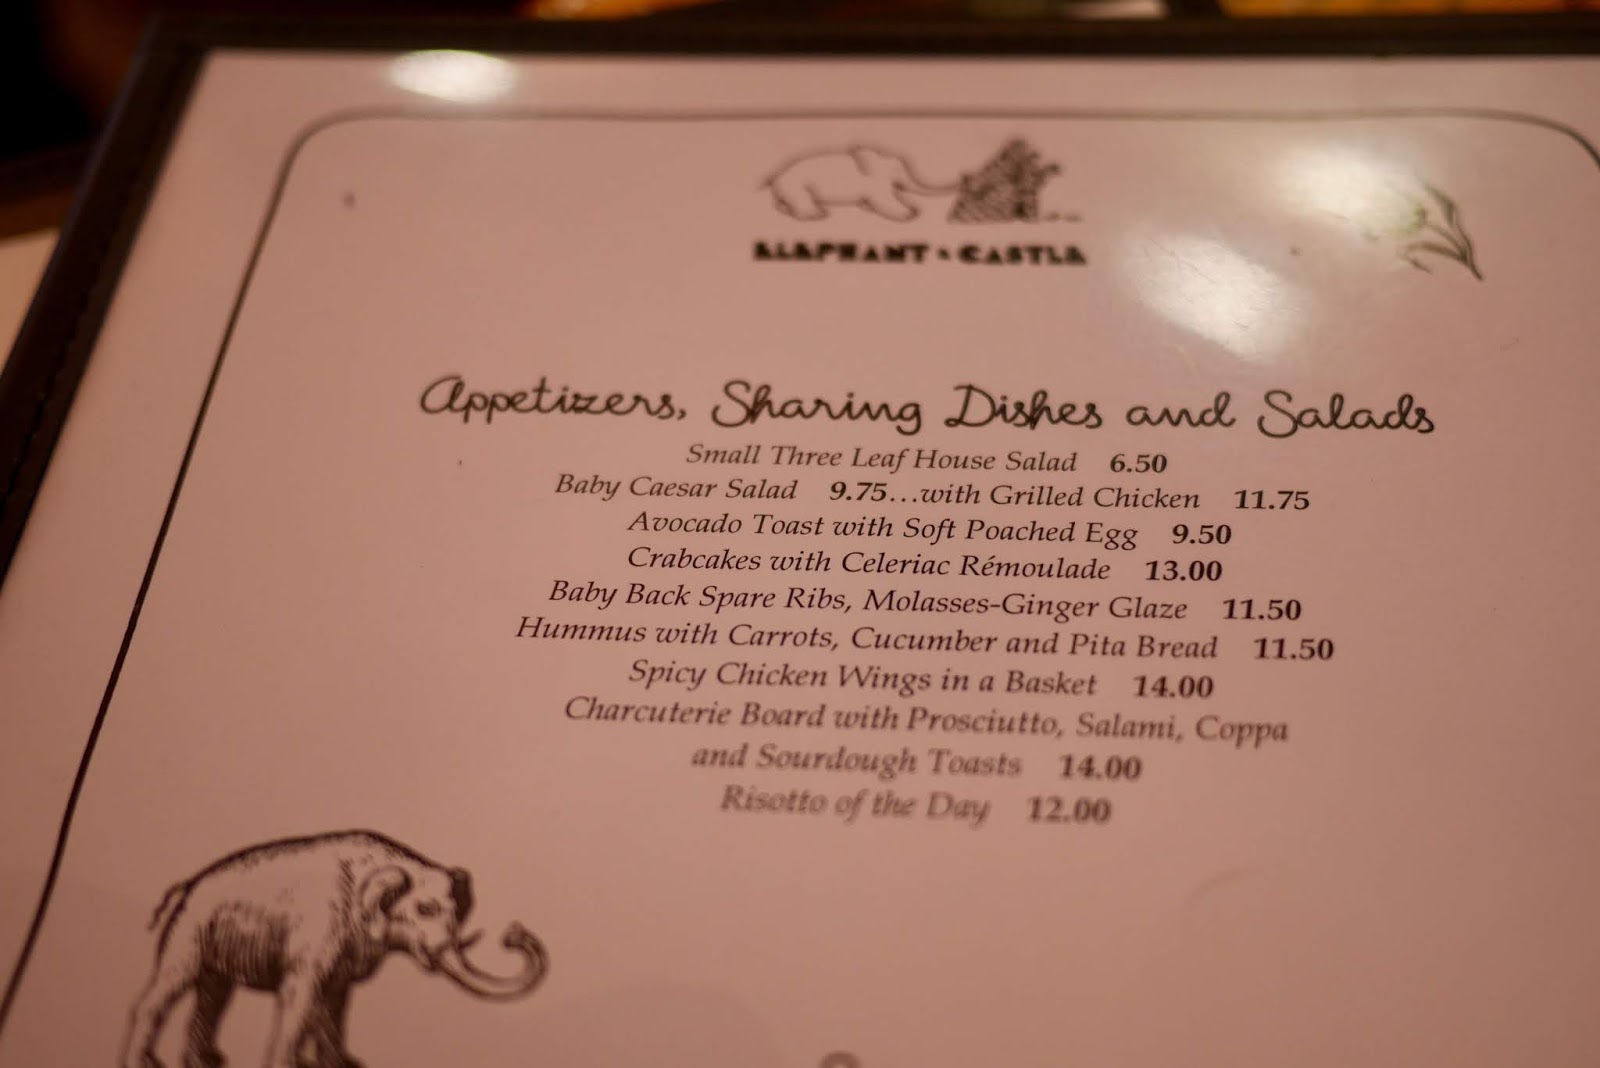 ELEPHANT & CASTLE
Appetizers, Sharing Dishes and Salads
Small Three Leaf House Salad 6.50
Baby Caesar Salad 9.75...with Grilled Chicken 11.75
Avocado Toast with Soft Poached Egg 9.50
Crabcakes with Celeriac Rémoulade 13.00
Baby Back Spare Ribs, Molasses-Ginger Glaze 11.50
Hummus with Carrots, Cucumber and Pita Bread 11.50
Spicy Chicken Wings in a Basket 14.00
Charcuterie Board with Prosciutto, Salami, Coppa
and Sourdough Toasts 14.00
Risotto of the Day 12.00